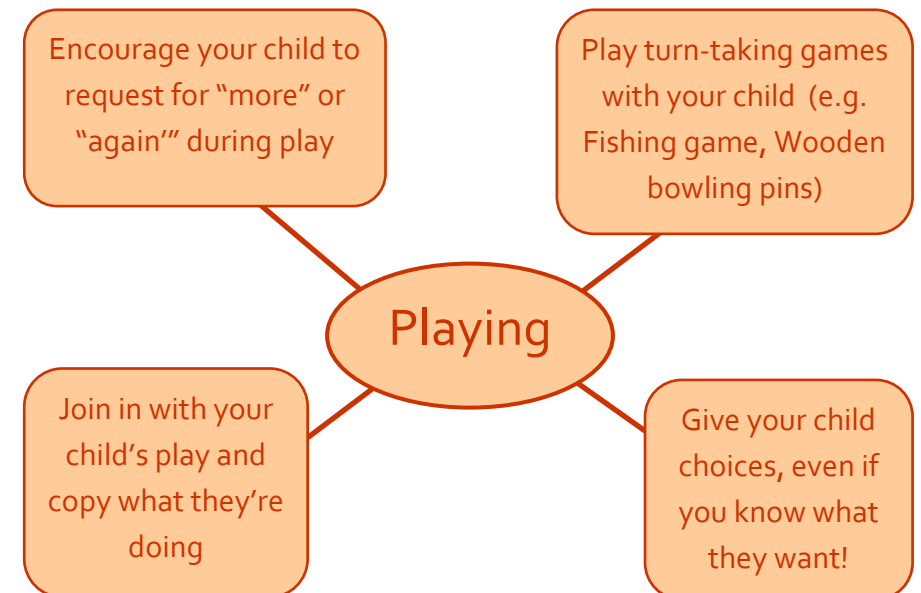 Encourage your child to
request for “more” or
“again’” during play
Play turn-taking games
with your child  (e.g.
Fishing game, Wooden
bowling pins)
Playing
Join in with your
child’s play and
copy what they’re
doing
Give your child
choices, even if
you know what
they want!